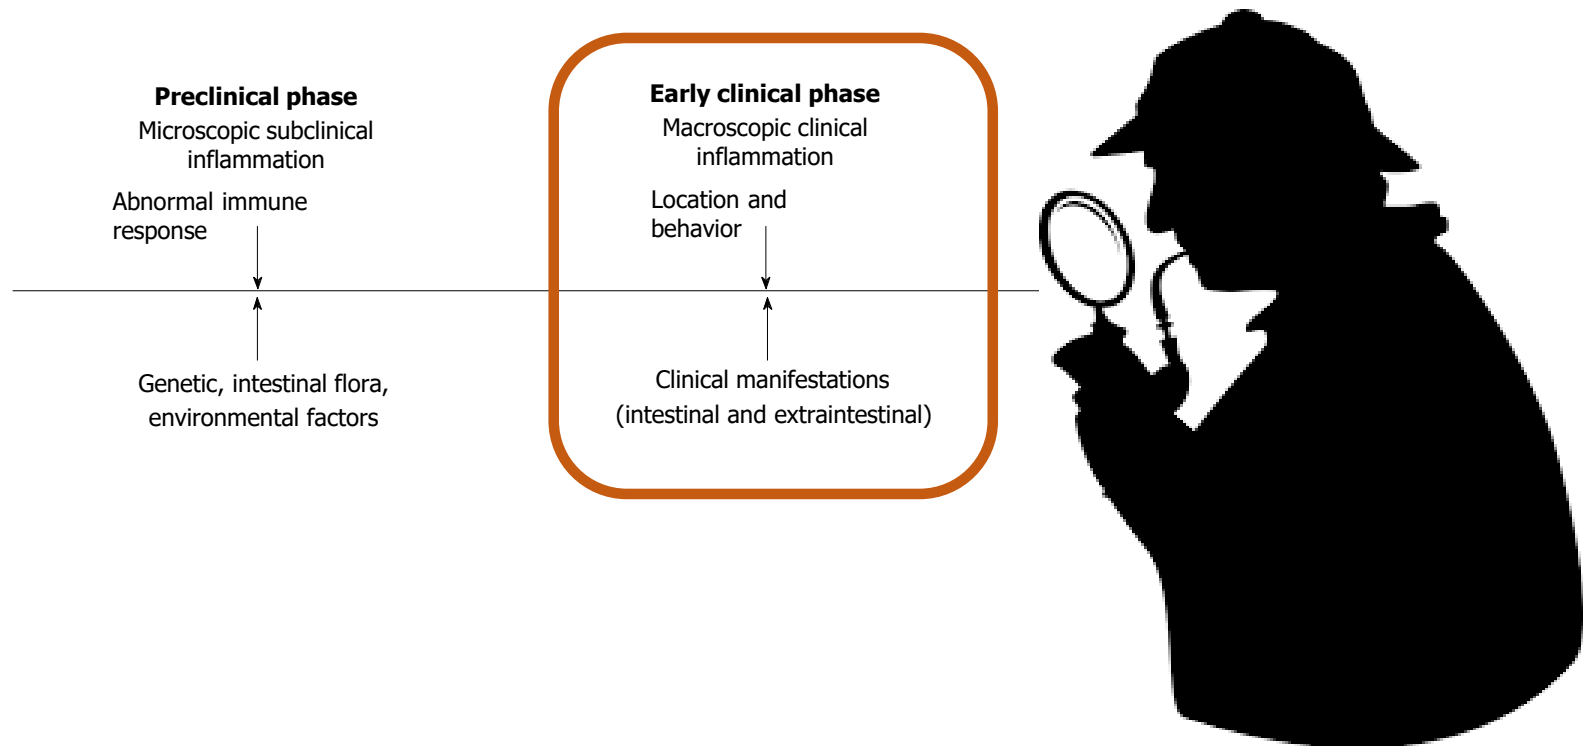 Preclinical phase
Microscopic subclinical
inflammation
Abnormal immune
response
Genetic, intestinal flora,
environmental factors
Early clinical phase
Macroscopic clinical
inflammation
Location and
behavior
Clinical manifestations
(intestinal and extraintestinal)